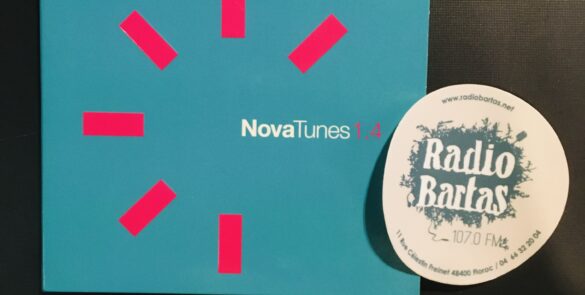 NovaTunes 1.4
www.radiobartas.net
Radio
Bartas
107.0 FM
11 Rue Célestin Freinet 48400 Florac / 04 66 32 20 04